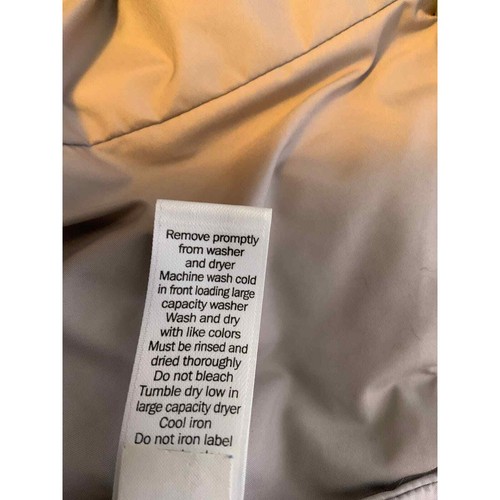 Remove promptly
from washer
and dryer
Machine wash cold
in front loading large
capacity washer
Wash and dry
with like colors
Must be rinsed and
dried thoroughly
Do not bleach
Tumble dry low in
large capacity dryer
Cool iron
Do not iron label